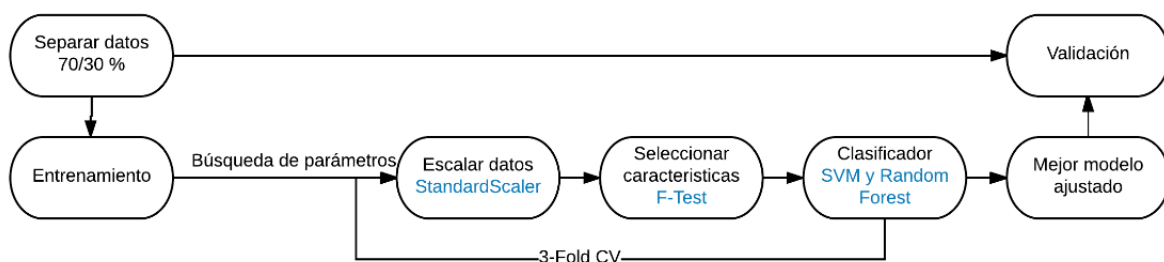 Separar datos
70/30 %
Validación
Entrenamiento
Búsqueda de parámetros
Escalar datos
StandardScaler
Seleccionar
caracteristicas
F-Test
Clasificador
SVM y Random
Forest
Mejor modelo
ajustado
3-Fold CV